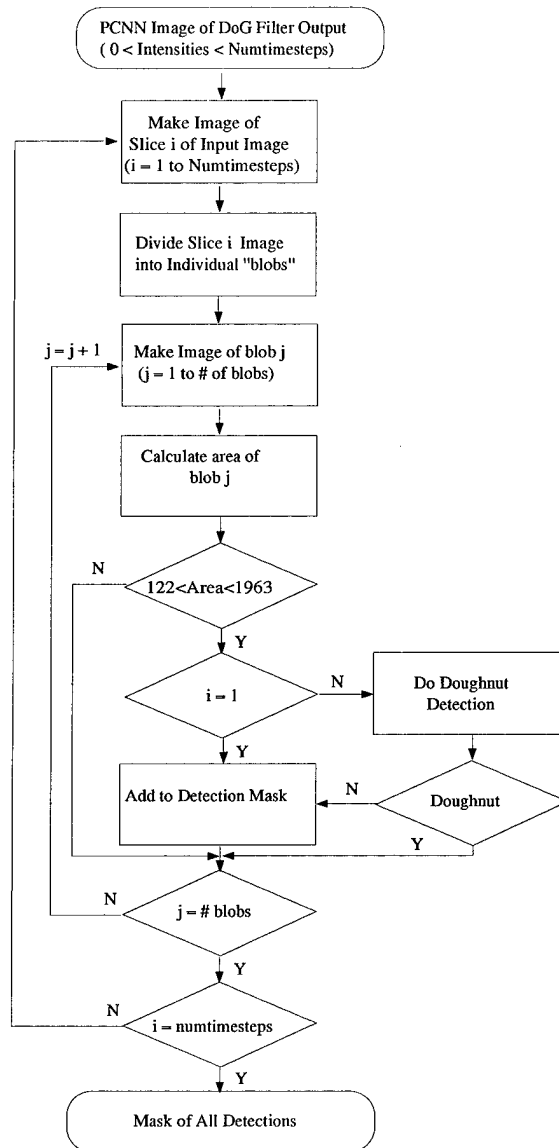 PCNN Image of DoG Filter Output
( 0 < Intensities < Numtimesteps)
Make Image of
Slice i of Input Image
(i = 1 to Numtimesteps)
Divide Slice i Image
into Individual "blobs"
j = j + 1
Make Image of blob j
(j = 1 to # of blobs)
Calculate area of
blob j
N
122<Area<1963
Y
i = 1
N
Do Doughnut
Detection
Y
Add to Detection Mask
N
Doughnut
Y
N
j = # blobs
Y
N
i = numtimesteps
Y
Mask of All Detections